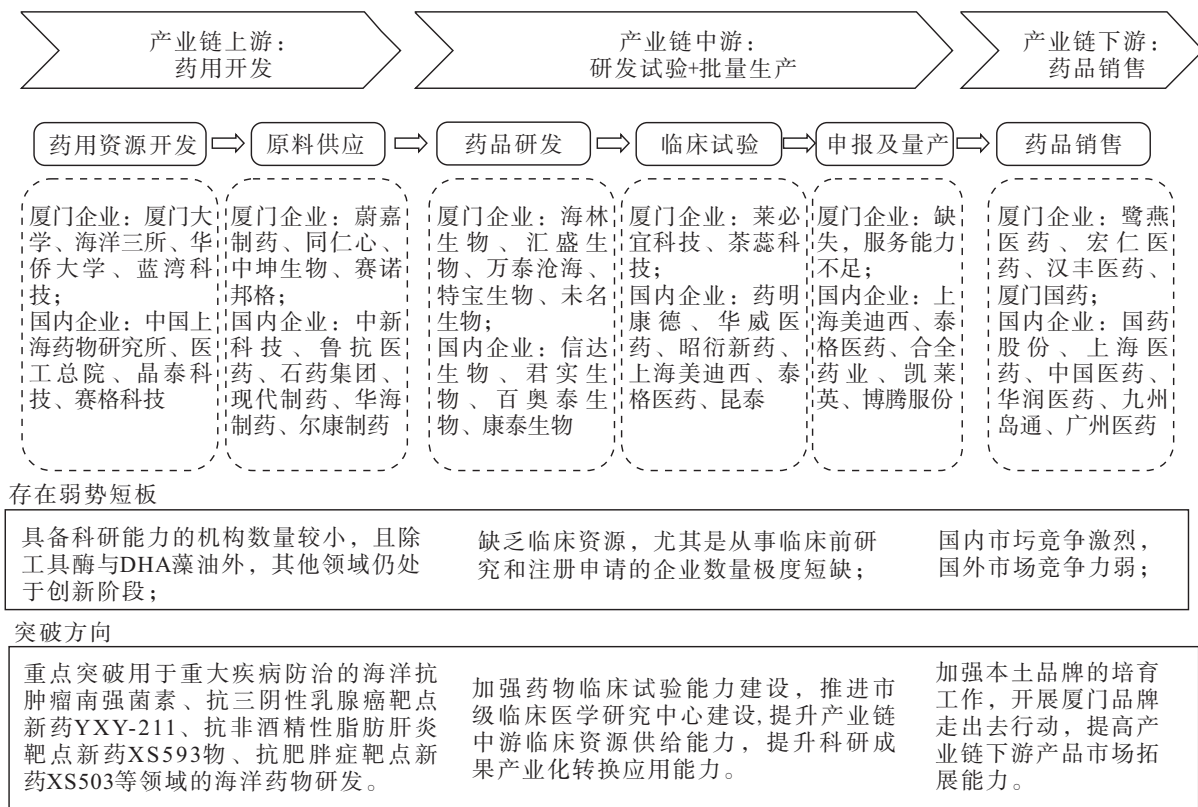 产业链上游：
药用开发
产业链中游：
研发试验+批量生产
产业链下游：
药品销售
药用资源开发
原料供应
药品研发
临床试验
申报及量产
药品销售
厦门企业：厦门大
学、海洋三所、华
侨大学、蓝湾科
技；
国内企业：中国上
海药物研究所、医
工总院、晶泰科
技、赛格科技
厦门企业：蔚嘉
制药、同仁心、
中坤生物、赛诺
邦格；
国内企业：中新
科技、鲁抗医
药、石药集团、
现代制药、华海
制药、尔康制药
厦门企业：海林
生物、汇盛生
物、万泰沧海、
特宝生物、未名
生物；
国内企业：信达
生物、君实生
物、百奥泰生
物、康泰生物
厦门企业：莱必
宜科技、茶蕊科
技；
国内企业：药明
康德、华威医
药、昭衍新药、
上海美迪西、泰
格医药、昆泰
厦门企业：缺
失，服务能力
不足；
国内企业：上
海美迪西、泰
格医药、合全
药业、凯莱
英、博腾股份
厦门企业：鹭燕
医药、宏仁医
药、汉丰医药、
厦门国药；
国内企业：国药
股份、上海医
药、中国医药、
华润医药、九州
岛通、广州医药
存在弱势短板
具备科研能力的机构数量较小，且除
工具酶与DHA藻油外，其他领域仍处
于创新阶段；
缺乏临床资源，尤其是从事临床前研
究和注册申请的企业数量极度短缺；
国内市圬竞争激烈，
国外市场竞争力弱；
突破方向
重点突破用于重大疾病防治的海洋抗
肿瘤南强菌素、抗三阴性乳腺癌靶点
新药YXY-211、抗非酒精性脂肪肝炎
靶点新药XS593物、抗肥胖症靶点新
药XS503等领域的海洋药物研发。
加强药物临床试验能力建设，推进市
级临床医学研究中心建设,提升产业链
中游临床资源供给能力，提升科研成
果产业化转换应用能力。
加强本土品牌的培育
工作，开展厦门品牌
走出去行动，提高产
业链下游产品市场拓
展能力。